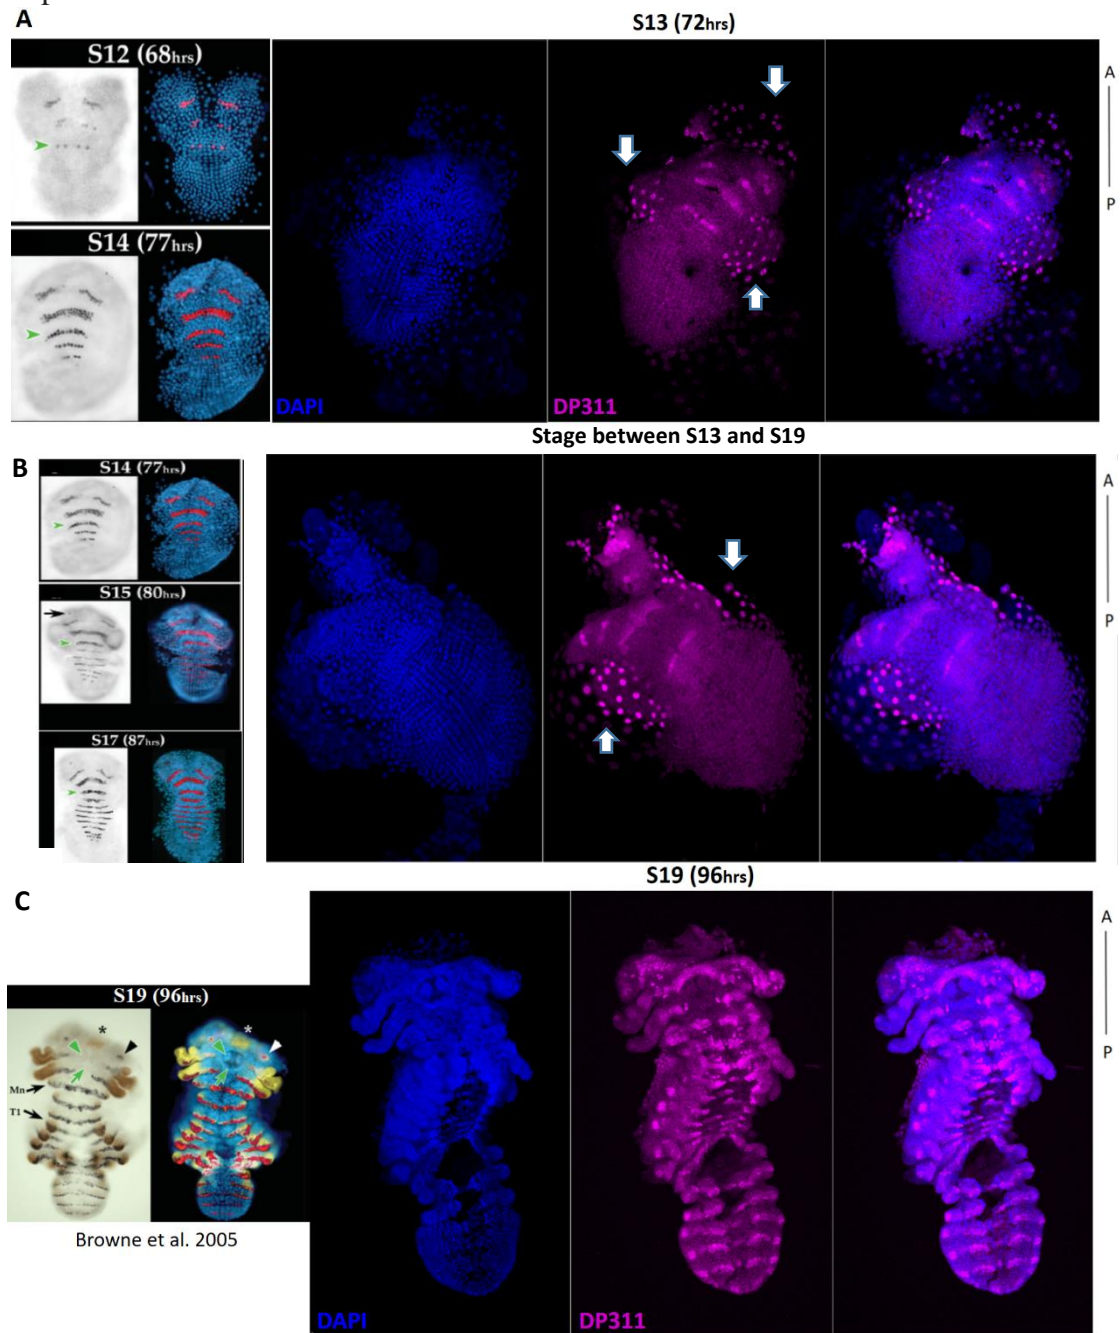 A
S13 (72hrs)
S12 (68hrs)
A
P
S14 (77hrs)
DAPI
DP311
Stage between S13 and S19
B
S14 (77hrs)
A
S15 (80hrs)
P
S17 (87hrs)
S19 (96hrs)
C
A
S19 (96hrs)
*
*
P
Mn
T1
Browne et al. 2005
DAPI
DP311